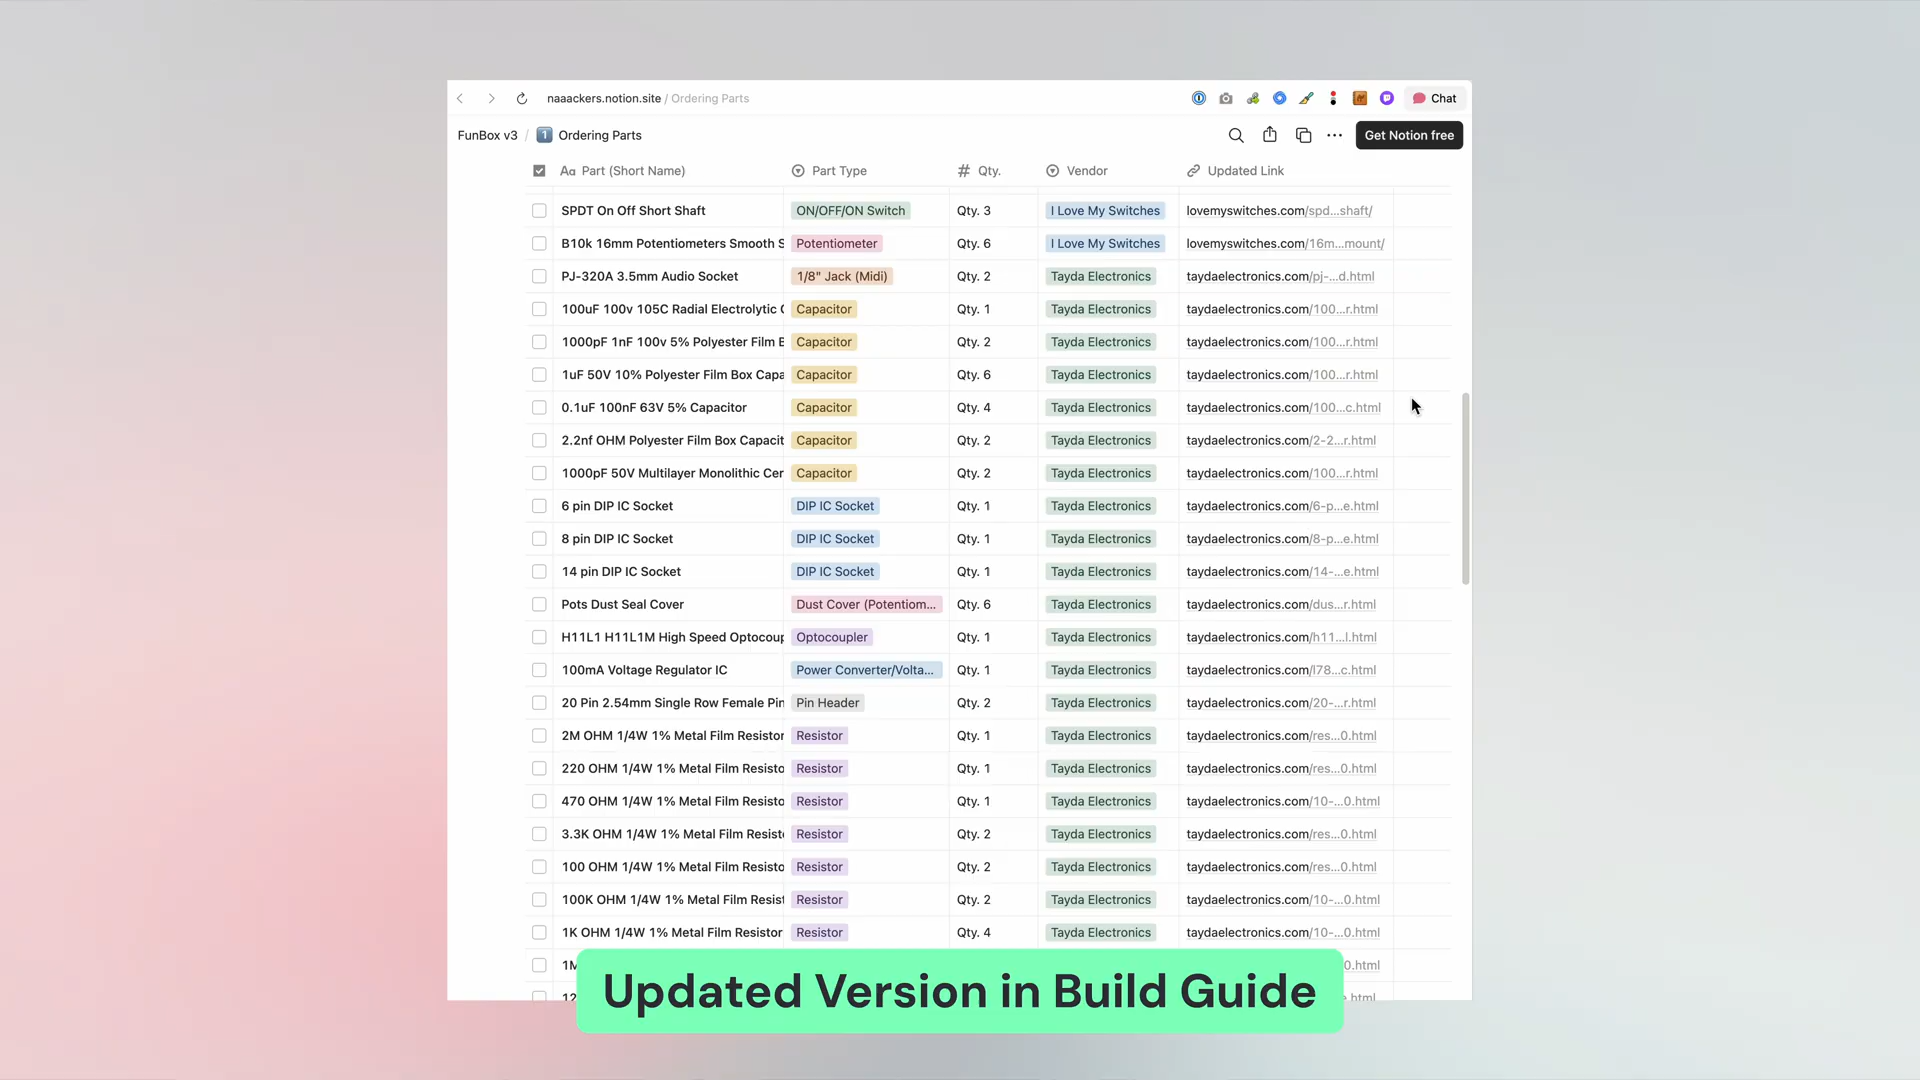 naaackers.notion.site / Ordering Parts
Chat
FunBox v3 / 1 Ordering Parts
Get Notion free
Aa Part (Short Name) Part Type # Qty. Vendor Updated Link
SPDT On Off Short Shaft ON/OFF/ON Switch Qty. 3 I Love My Switches lovemyswitches.com/spd...shaft/
B10k 16mm Potentiometers Smooth S Potentiometer Qty. 6 I Love My Switches lovemyswitches.com/16m...mount/
PJ-320A 3.5mm Audio Socket 1/8" Jack (Midi) Qty. 2 Tayda Electronics taydaelectronics.com/pj-...d.html
100uF 100v 105C Radial Electrolytic Capacitor Qty. 1 Tayda Electronics taydaelectronics.com/100...r.html
1000pF 1nF 100v 5% Polyester Film B Capacitor Qty. 2 Tayda Electronics taydaelectronics.com/100...r.html
1uF 50V 10% Polyester Film Box Capa Capacitor Qty. 6 Tayda Electronics taydaelectronics.com/100...r.html
0.1uF 100nF 63V 5% Capacitor Capacitor Qty. 4 Tayda Electronics taydaelectronics.com/100...c.html
2.2nf OHM Polyester Film Box Capacit Capacitor Qty. 2 Tayda Electronics taydaelectronics.com/2-2...r.html
1000pF 50V Multilayer Monolithic Cer Capacitor Qty. 2 Tayda Electronics taydaelectronics.com/100...r.html
6 pin DIP IC Socket DIP IC Socket Qty. 1 Tayda Electronics taydaelectronics.com/6-p...e.html
8 pin DIP IC Socket DIP IC Socket Qty. 1 Tayda Electronics taydaelectronics.com/8-p...e.html
14 pin DIP IC Socket DIP IC Socket Qty. 1 Tayda Electronics taydaelectronics.com/14-...e.html
Pots Dust Seal Cover Dust Cover (Potentiom... Qty. 6 Tayda Electronics taydaelectronics.com/dus...r.html
H11L1 H11L1M High Speed Optocoup Optocoupler Qty. 1 Tayda Electronics taydaelectronics.com/h11...l.html
100mA Voltage Regulator IC Power Converter/Volta... Qty. 1 Tayda Electronics taydaelectronics.com/l78...c.html
20 Pin 2.54mm Single Row Female Pin Pin Header Qty. 2 Tayda Electronics taydaelectronics.com/20-...r.html
2M OHM 1/4W 1% Metal Film Resistor Resistor Qty. 1 Tayda Electronics taydaelectronics.com/res...0.html
220 OHM 1/4W 1% Metal Film Resisto Resistor Qty. 1 Tayda Electronics taydaelectronics.com/res...0.html
470 OHM 1/4W 1% Metal Film Resisto Resistor Qty. 1 Tayda Electronics taydaelectronics.com/10-...0.html
3.3K OHM 1/4W 1% Metal Film Resist Resistor Qty. 2 Tayda Electronics taydaelectronics.com/res...0.html
100 OHM 1/4W 1% Metal Film Resisto Resistor Qty. 2 Tayda Electronics taydaelectronics.com/res...0.html
100K OHM 1/4W 1% Metal Film Resist Resistor Qty. 2 Tayda Electronics taydaelectronics.com/10-...0.html
1K OHM 1/4W 1% Metal Film Resistor Resistor Qty. 4 Tayda Electronics taydaelectronics.com/10-...0.html
1M 0.html
12 html
Updated Version in Build Guide